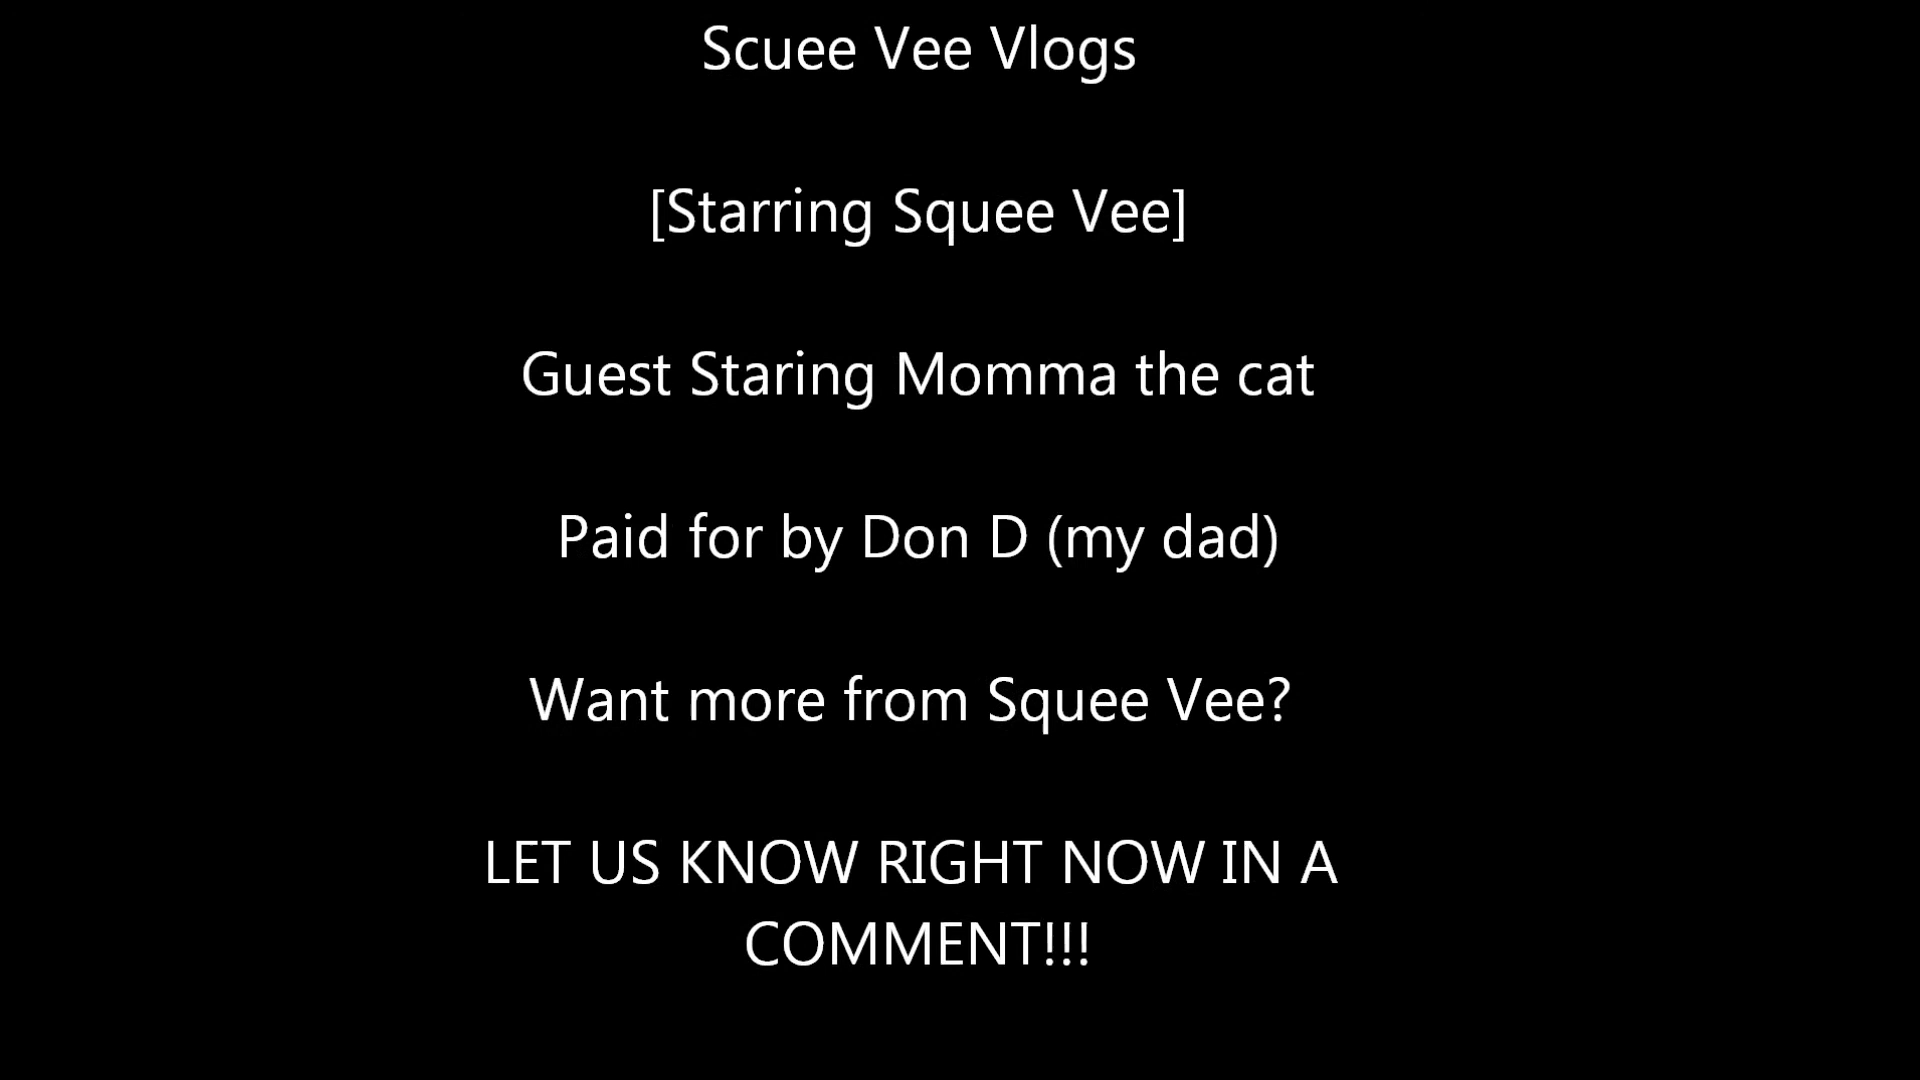 Scuee Vee Vlogs
[Starring Squee Vee]
Guest Staring Momma the cat
Paid for by Don D (my dad)
Want more from Squee Vee?
LET US KNOW RIGHT NOW IN A
COMMENT!!!